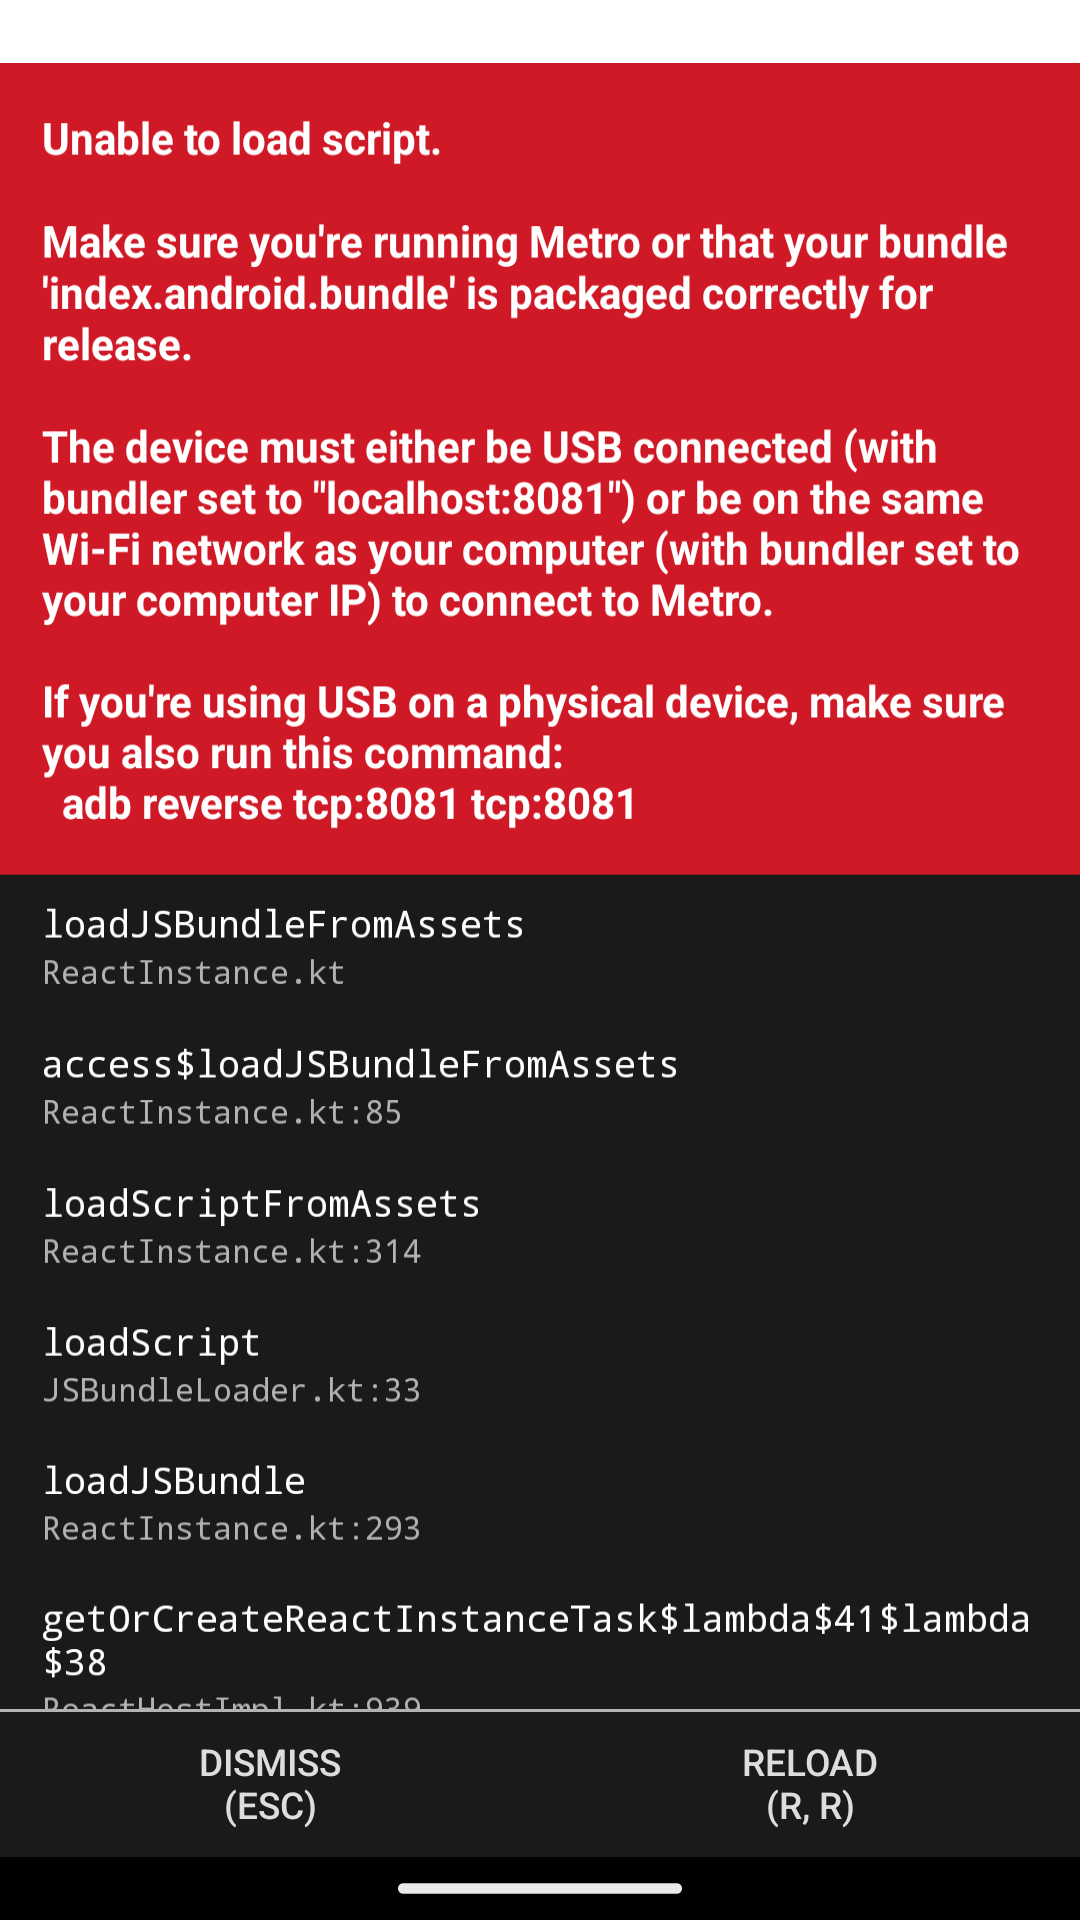 Unable to load script.
Make sure you're running Metro or that your bundle
'index.android.bundle' is packaged correctly for
release.
The device must either be USB connected (with
bundler set to "localhost:8081") or be on the same
Wi-Fi network as your computer (with bundler set to
your computer IP) to connect to Metro.
If you're using USB on a physical device, make sure
you also run this command:
adb reverse tcp:8081 tcp:8081
loadJSBundleFromAssets
ReactInstance.kt
access$loadJSBundleFromAssets
ReactInstance.kt:85
loadScriptFromAssets
ReactInstance.kt:314
loadScript
JSBundleLoader.kt:33
loadJSBundle
ReactInstance.kt:293
getOrCreateReactInstanceTask$lambda$41$lambda
$38
ReactHostImpl.kt:939
DISMISS
(ESC)
RELOAD
(R, R)